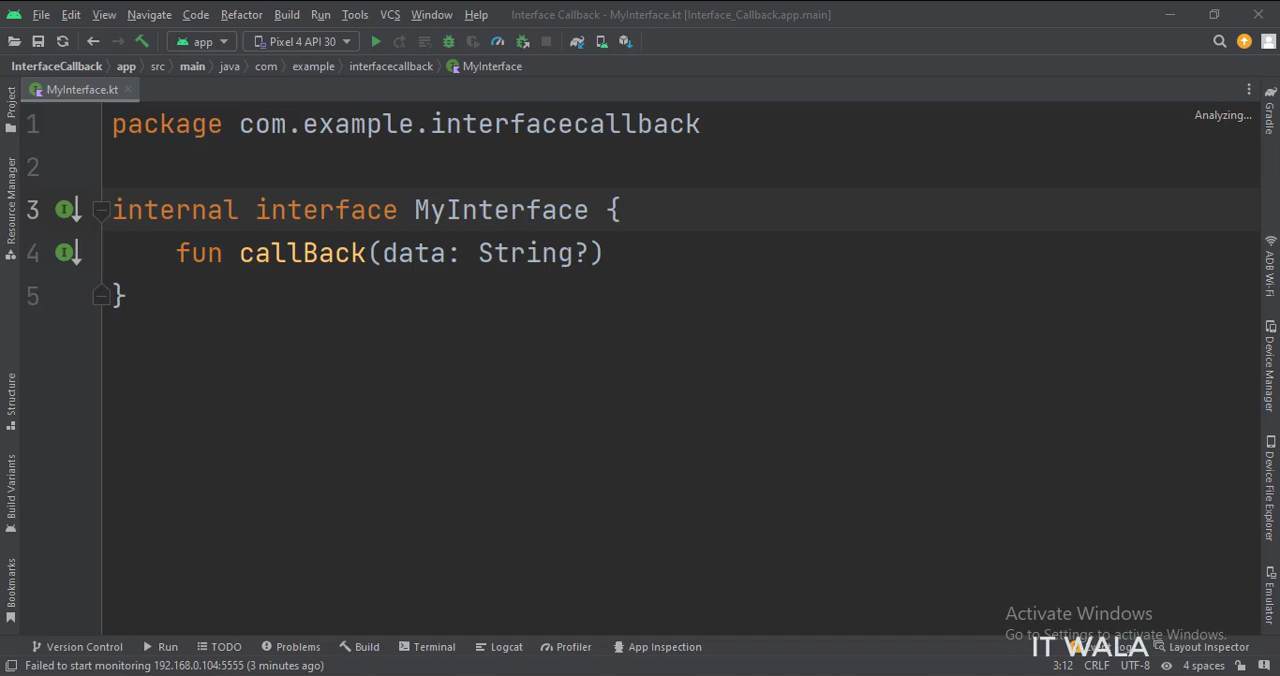 File Edit View Navigate Code Refactor Build Run Tools VCS Window Help Interface Callback - MyInterface.kt [Interface_Callback.app.main]
app Pixel 4 API 30
InterfaceCallback app src main java com example interfacecallback MyInterface
MyInterface.kt
Project
Resource Manager
Structure
Build Variants
Bookmarks
1 package com.example.interfacecallback
Analyzing...
2
3 internal interface MyInterface {
4 fun callBack(data: String?)
5 }
Gradle
ADB Wi-Fi
Device Manager
Device File Explorer
Emulator
Activate Windows
Go to Settings to activate Windows.
IT WALA
Version Control Run TODO Problems Build Terminal Logcat Profiler App Inspection Layout Inspector
Failed to start monitoring 192.168.0.104:5555 (3 minutes ago) 3:12 CRLF UTF-8 4 spaces